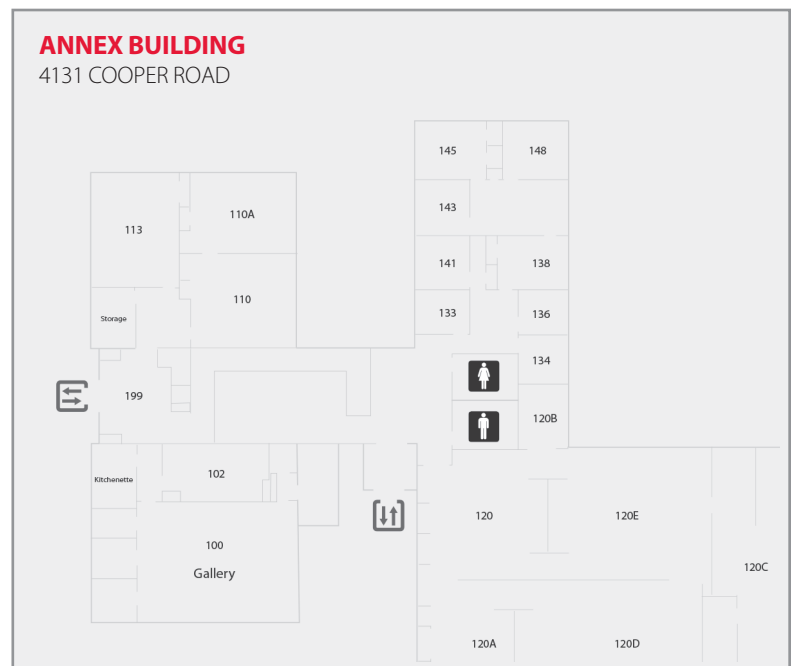 ANNEX BUILDING
4131 COOPER ROAD
145
148
143
113
110A
141
138
110
133
136
Storage
134
199
120B
Kitchenette
102
120
120E
100
Gallery
120C
120A
120D